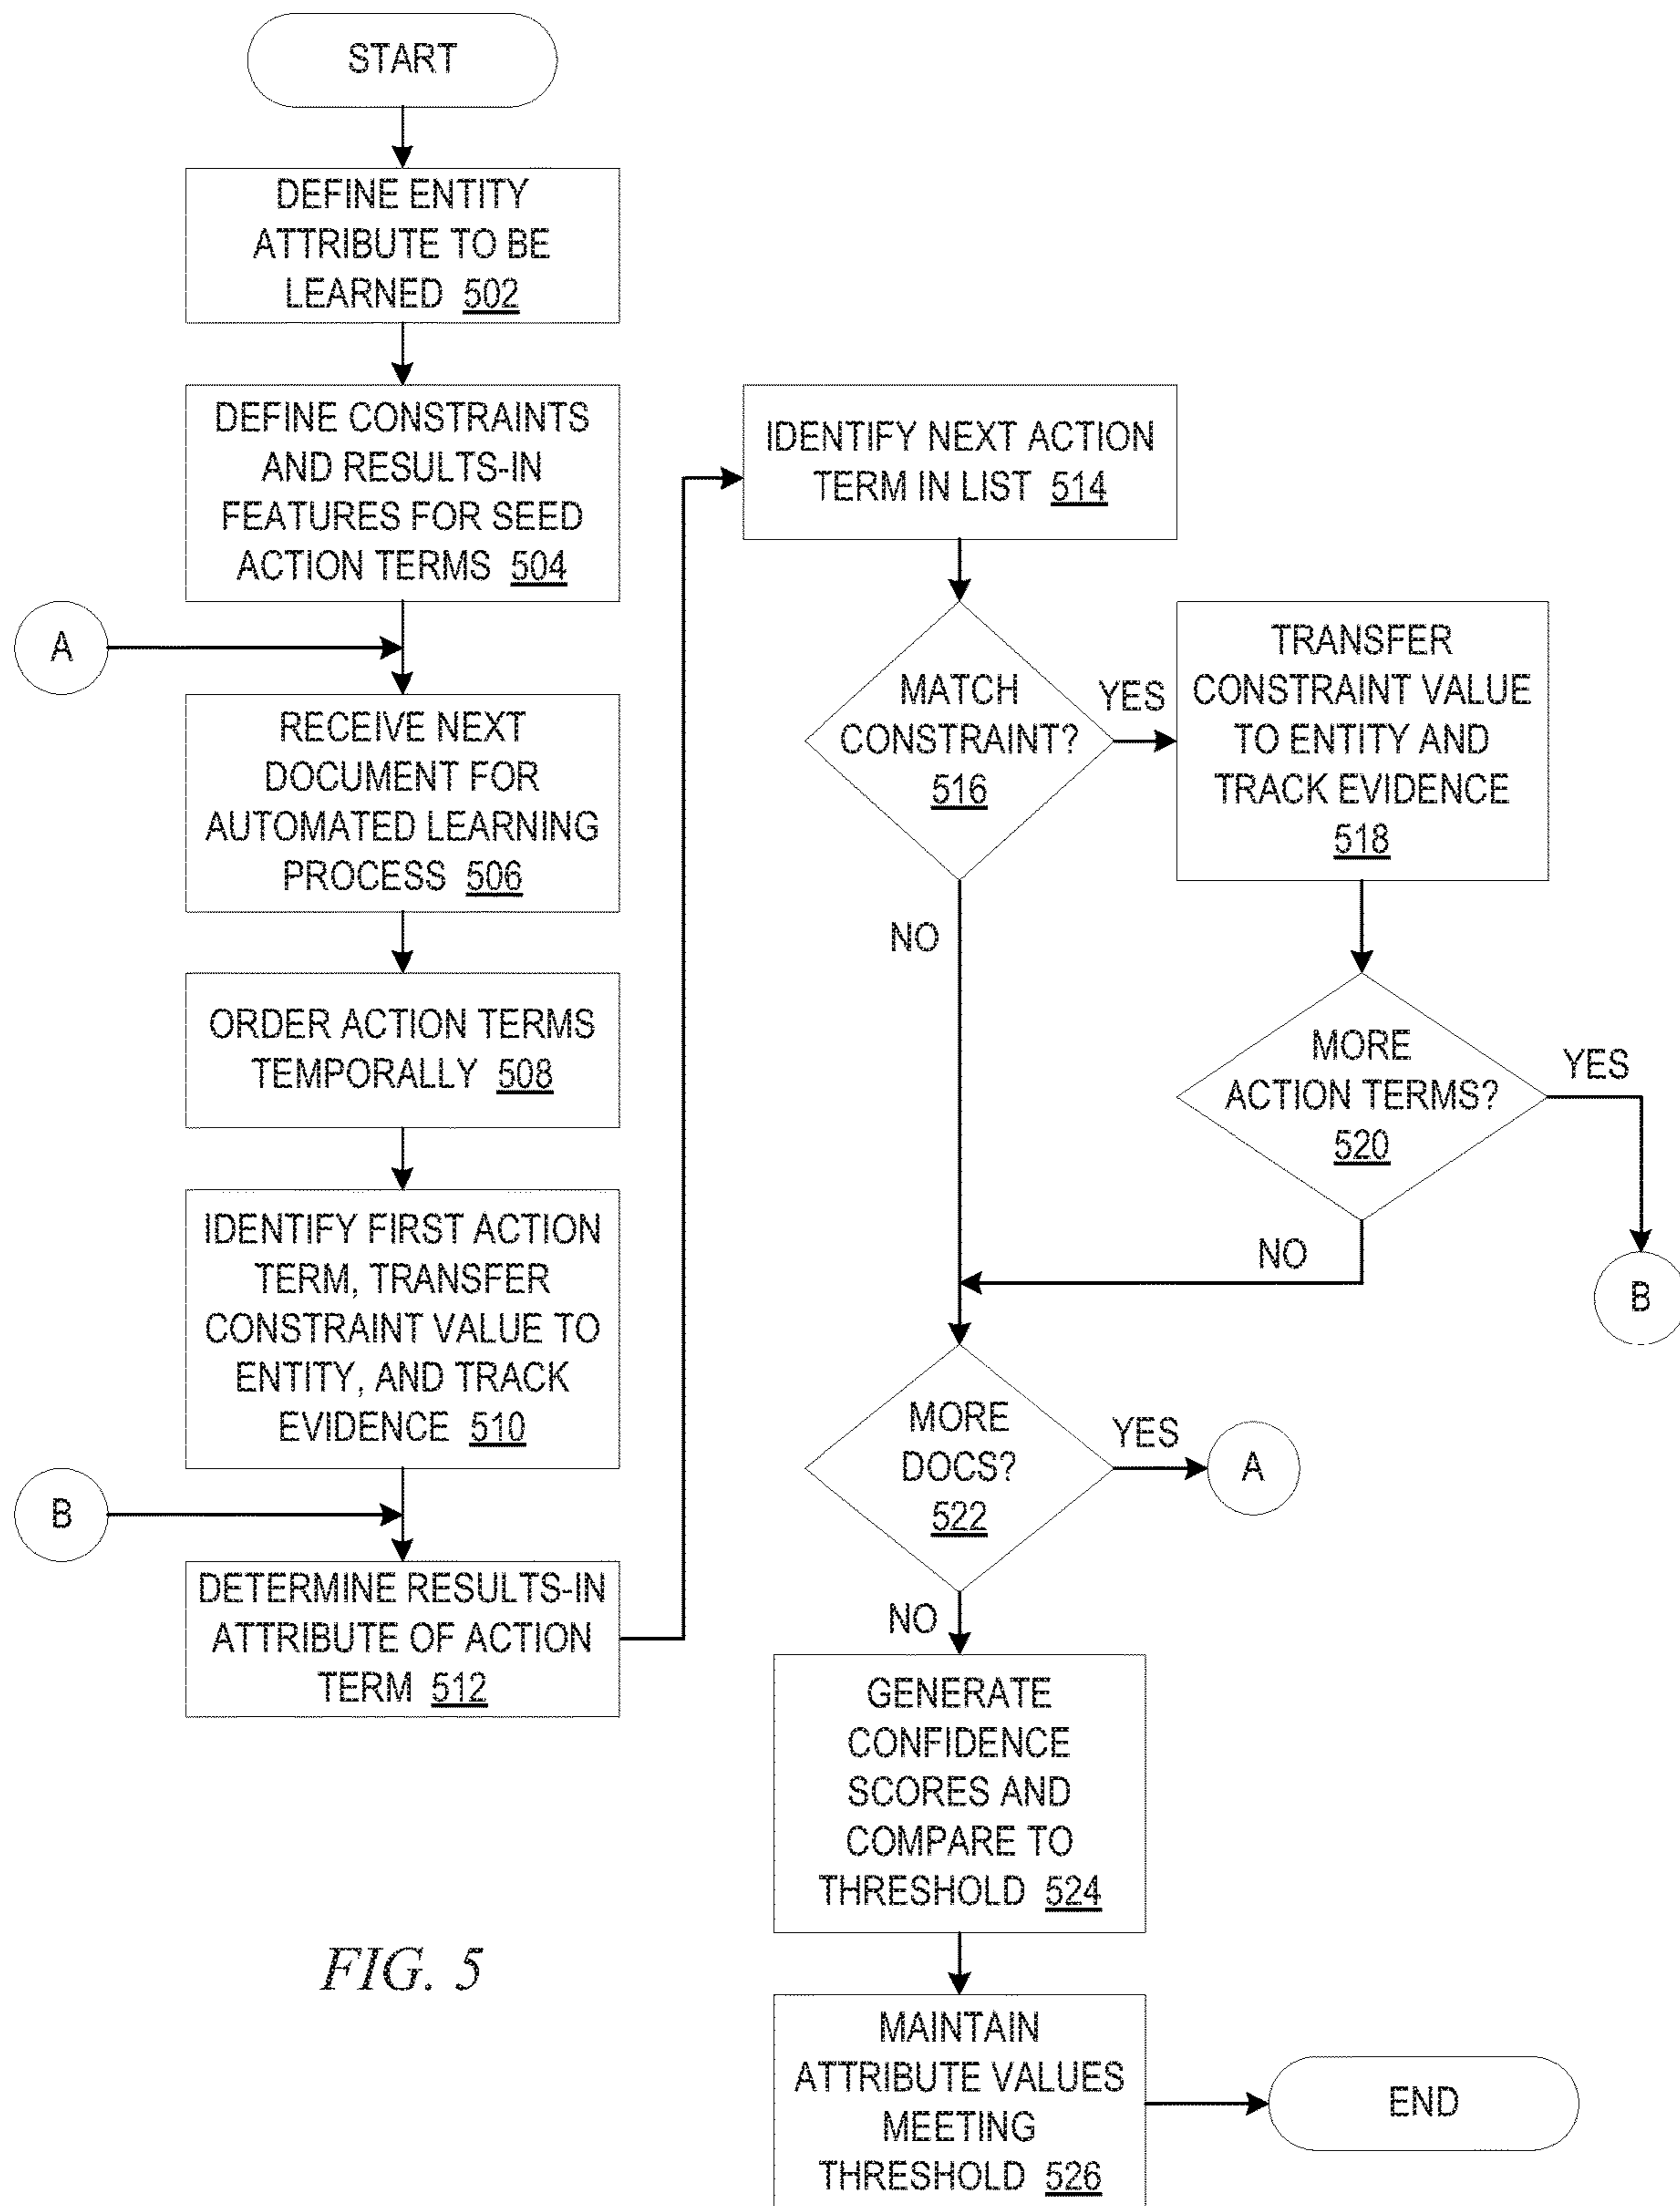 START
DEFINE ENTITY
ATTRIBUTE TO BE
LEARNED 502
DEFINE CONSTRAINTS
AND RESULTS-IN
FEATURES FOR SEED
ACTION TERMS 504
A
RECEIVE NEXT
DOCUMENT FOR
AUTOMATED LEARNING
PROCESS 506
ORDER ACTION TERMS
TEMPORALLY 508
IDENTIFY FIRST ACTION
TERM, TRANSFER
CONSTRAINT VALUE TO
ENTITY, AND TRACK
EVIDENCE 510
B
DETERMINE RESULTS-IN
ATTRIBUTE OF ACTION
TERM 512
IDENTIFY NEXT ACTION
TERM IN LIST 514
MATCH
CONSTRAINT?
516
YES
NO
TRANSFER
CONSTRAINT VALUE
TO ENTITY AND
TRACK EVIDENCE
518
MORE
ACTION TERMS?
520
YES
B
NO
MORE
DOCS?
522
YES
A
NO
GENERATE
CONFIDENCE
SCORES AND
COMPARE TO
THRESHOLD 524
MAINTAIN
ATTRIBUTE VALUES
MEETING
THRESHOLD 526
END
FIG. 5